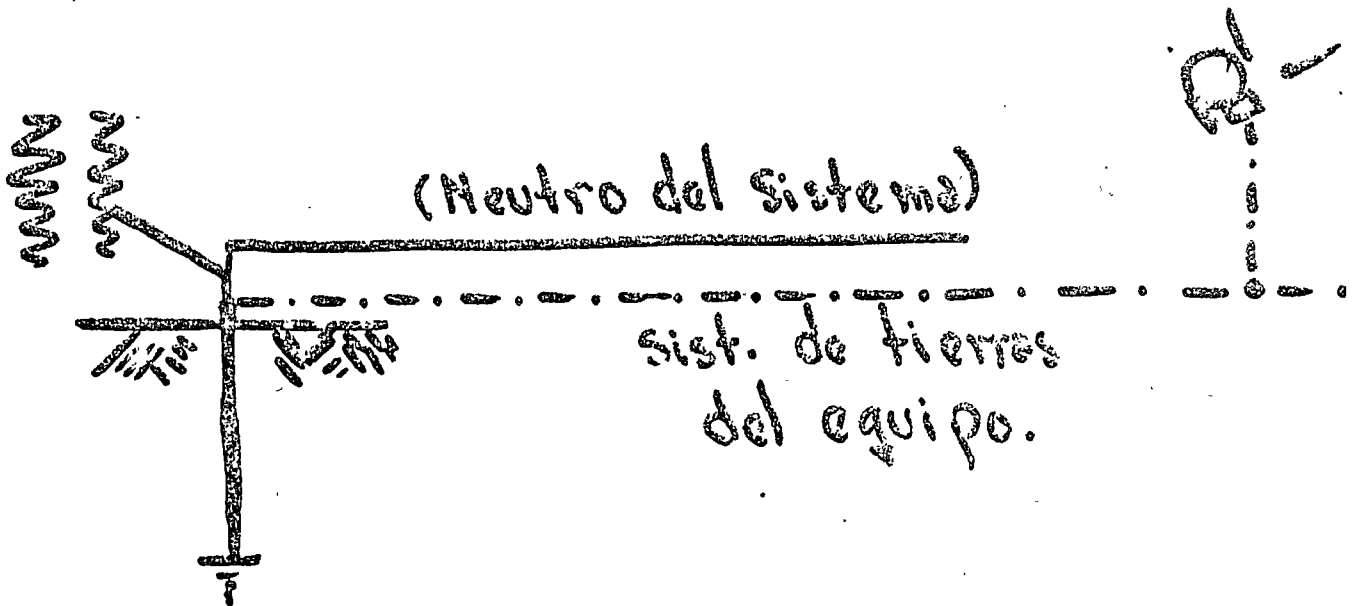 (Neutro del sistema)
sist. de tierras
del equipo.